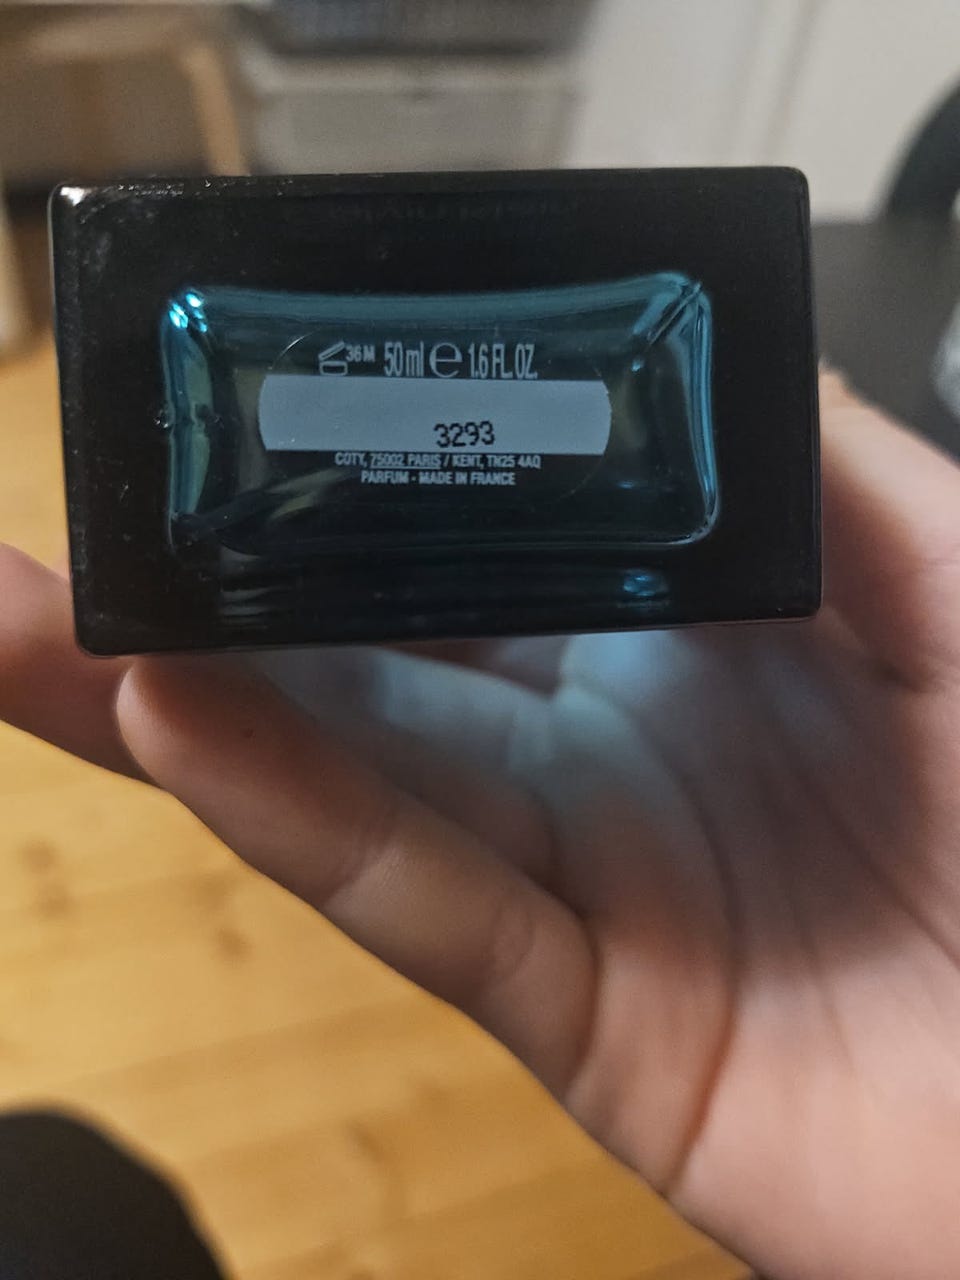 36M 50ml e 1.6 FL. OZ.
3293
COTY, 75002 PARIS / KENT, TN25 4AQ
PARFUM - MADE IN FRANCE